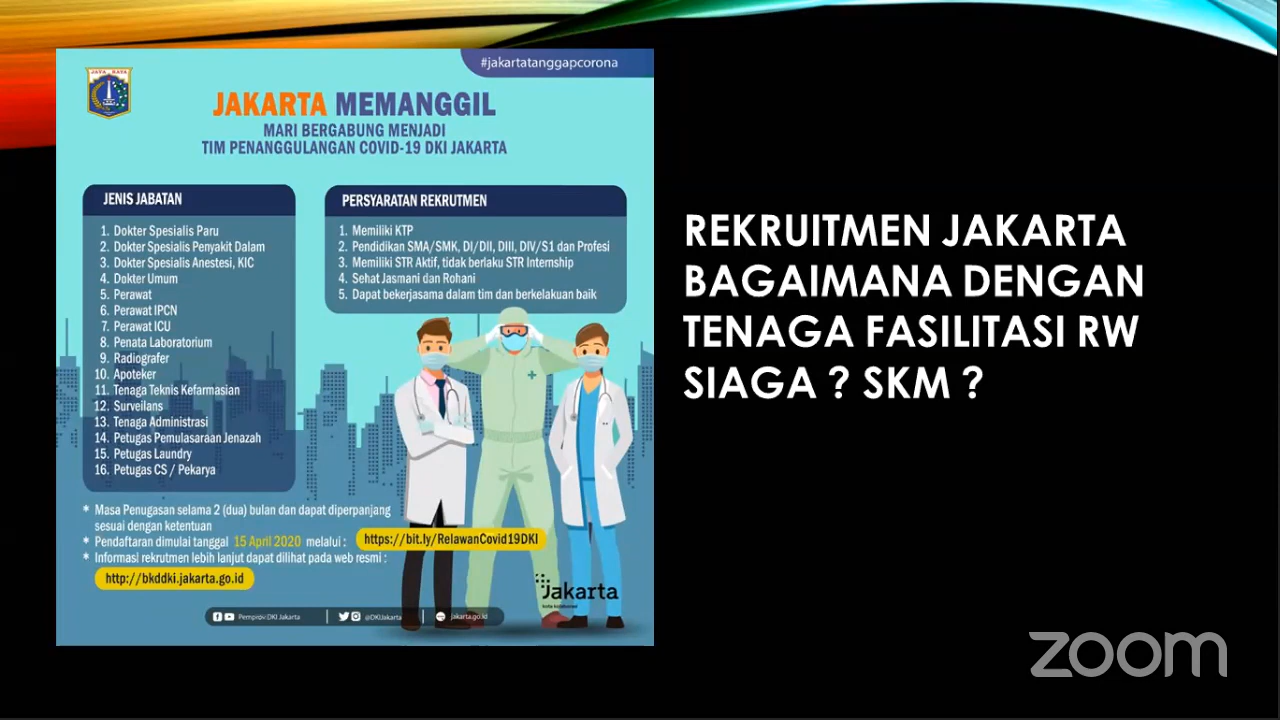 #jakartatanggapcorona
JAYA RAYA
JAKARTA MEMANGGIL
MARI BERGABUNG MENJADI
TIM PENANGGULANGAN COVID-19 DKI JAKARTA
JENIS JABATAN
1. Dokter Spesialis Paru
2. Dokter Spesialis Penyakit Dalam
3. Dokter Spesialis Anestesi, KIC
4. Dokter Umum
5. Perawat
6. Perawat IPCN
7. Perawat ICU
8. Penata Laboratorium
9. Radiografer
10. Apoteker
11. Tenaga Teknis Kefarmasian
12. Surveilans
13. Tenaga Administrasi
14. Petugas Pemulasaraan Jenazah
15. Petugas Laundry
16. Petugas CS / Pekarya
PERSYARATAN REKRUTMEN
1. Memiliki KTP
2. Pendidikan SMA/SMK, DI/DII, DIII, DIV/S1 dan Profesi
3. Memiliki STR Aktif, tidak berlaku STR Internship
4. Sehat Jasmani dan Rohani
5. Dapat bekerjasama dalam tim dan berkelakuan baik
* Masa Penugasan selama 2 (dua) bulan dan dapat diperpanjang
sesuai dengan ketentuan
* Pendaftaran dimulai tanggal 15 April 2020 melalui : https://bit.ly/RelawanCovid19DKI
* Informasi rekrutmen lebih lanjut dapat dilihat pada web resmi :
http://bkddki.jakarta.go.id
Jakarta
kota kolaborasi
Pemprov DKI Jakarta | @DKIJakarta | jakarta.go.id
REKRUITMEN JAKARTA
BAGAIMANA DENGAN
TENAGA FASILITASI RW
SIAGA ? SKM ?
zoom